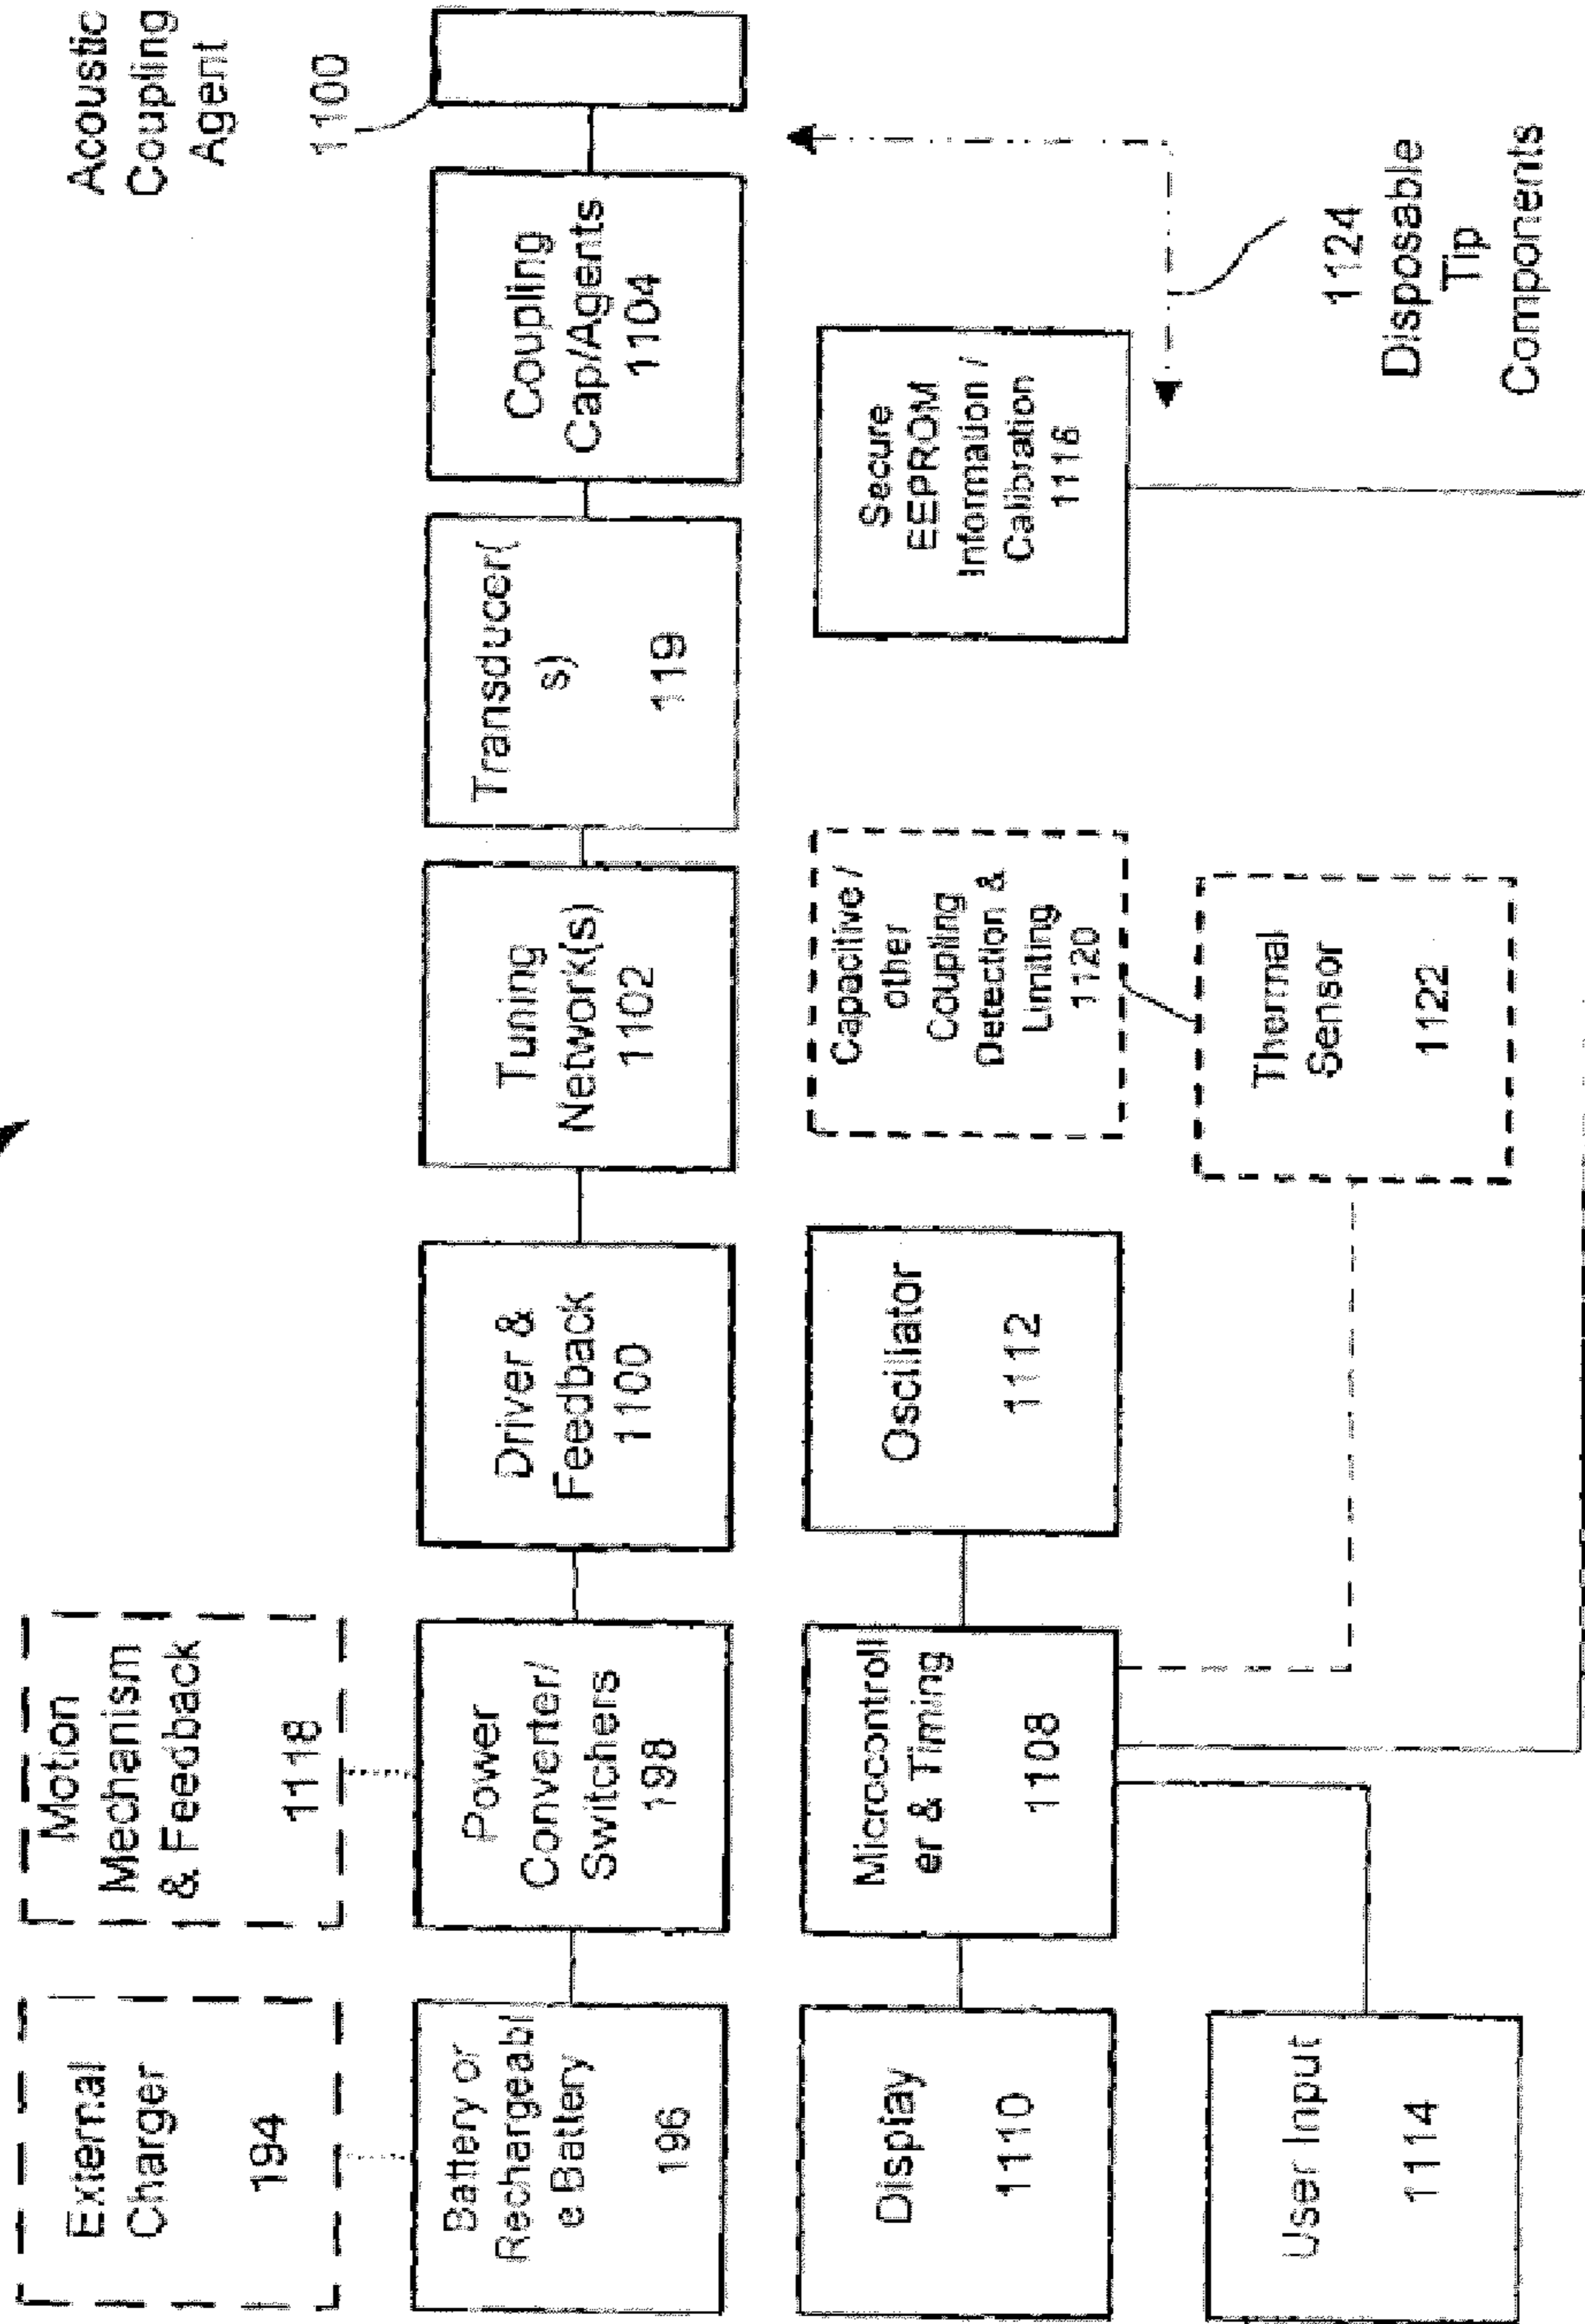 External
Charger
194
Motion
Mechanism
& Feedback
1118
Acoustic
Coupling
Agent
1100
Battery or
Rechargeabl
e Battery
196
Power
Converter/
Switchers
198
Driver &
Feedback
1100
Tuning
Network(s)
1102
Transducer(
s)
119
Coupling
Cap/Agents
1104
Display
1110
Microcontroll
er & Timing
1108
Oscillator
1112
Capacitive /
other
Coupling
Detection &
Limiting
1120
Secure
EEPROM
Information /
Calibration
1116
User Input
1114
Thermal
Sensor
1122
1124
Disposable
Tip
Components